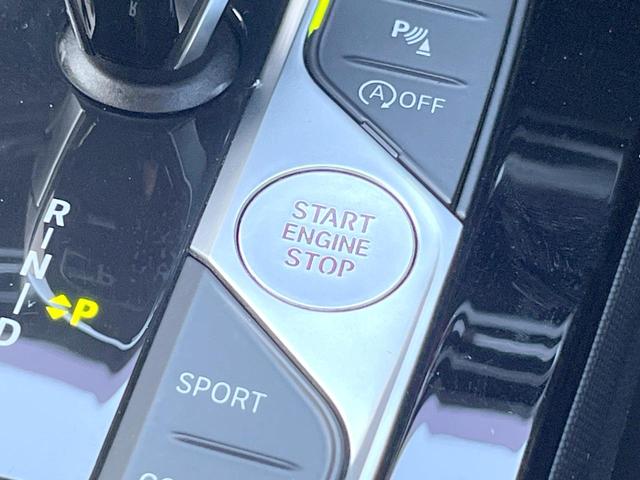 P
A OFF
START
ENGINE
STOP
R
N
D
P
SPORT